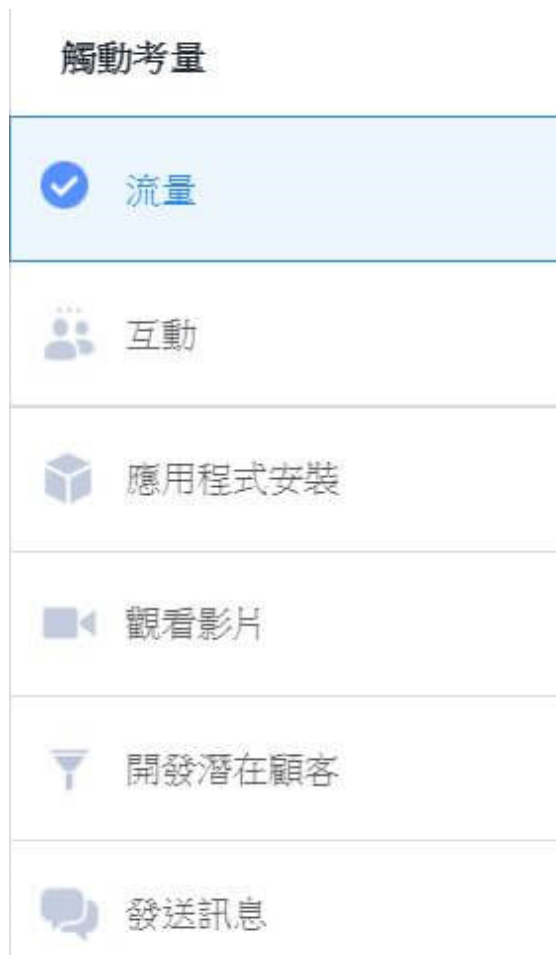 觸動考量
流量
互動
應用程式安裝
觀看影片
開發潛在顧客
發送訊息